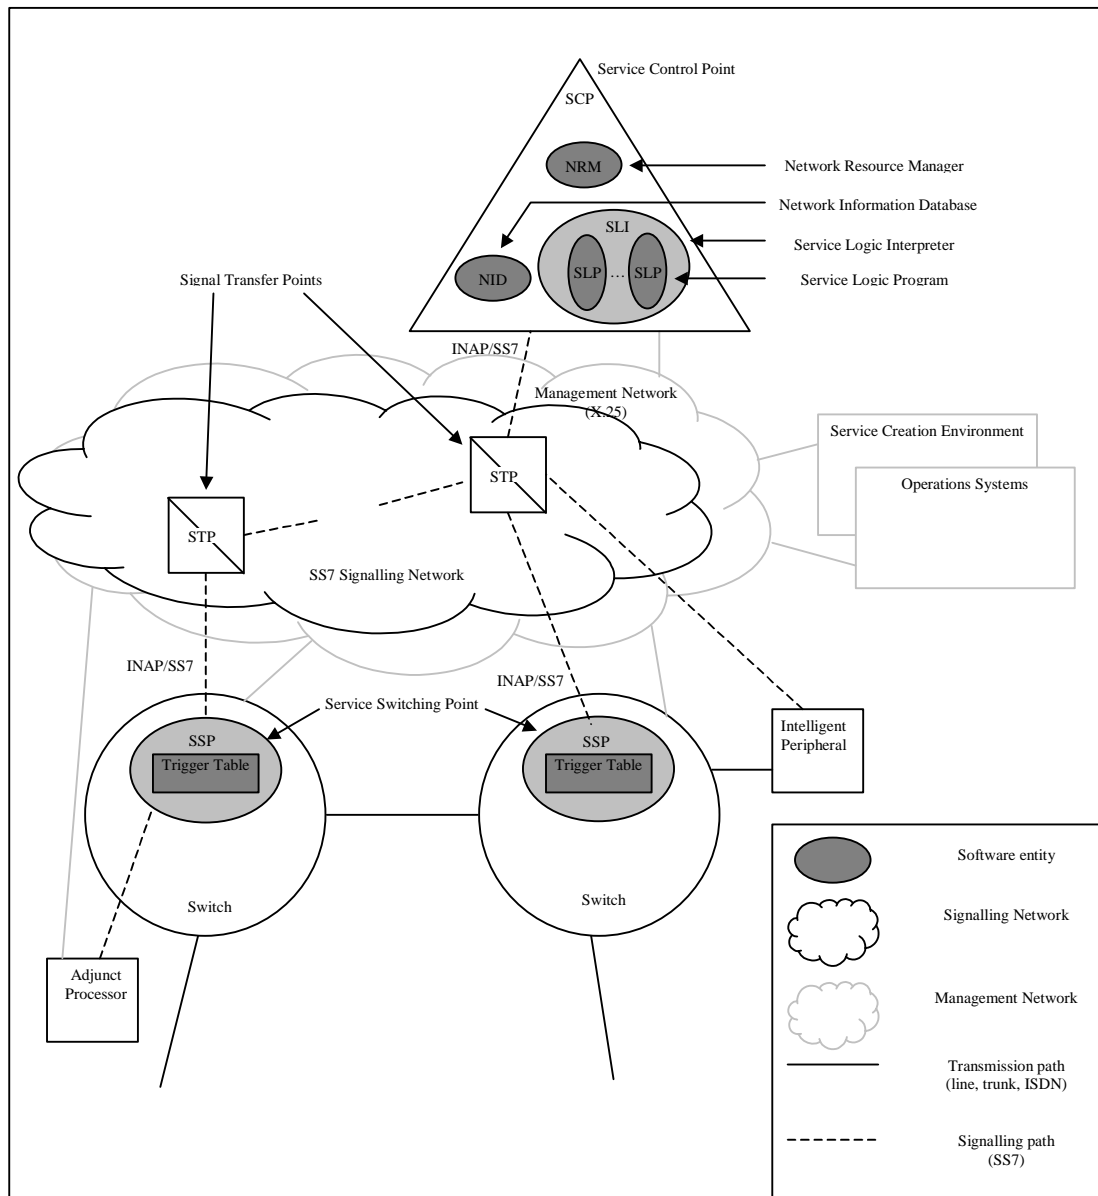 Service Control Point
SCP
NRM
Network Resource Manager
Network Information Database
SLI
Service Logic Interpreter
NID
SLP
...
SLP
Service Logic Program
Signal Transfer Points
INAP/SS7
Management Network
(X.25)
Service Creation Environment
Operations Systems
STP
STP
SS7 Signalling Network
INAP/SS7
INAP/SS7
Service Switching Point
SSP
Trigger Table
SSP
Trigger Table
Intelligent
Peripheral
Switch
Switch
Adjunct
Processor
Software entity
Signalling Network
Management Network
Transmission path
(line, trunk, ISDN)
Signalling path
(SS7)